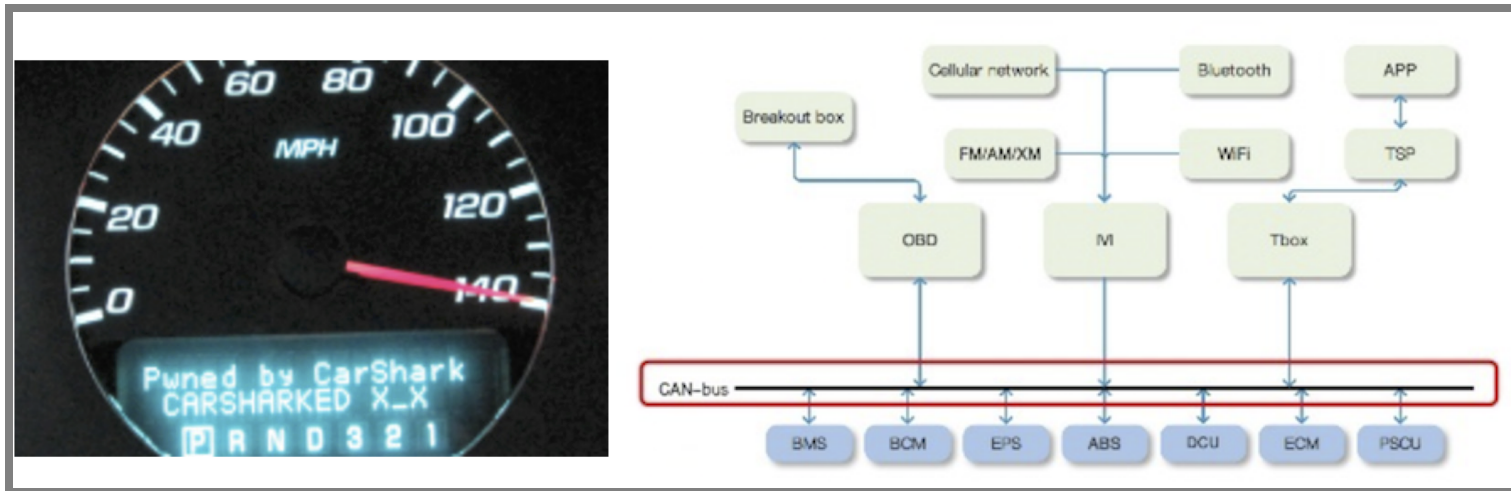 60 80
40 100
MPH
20 120
0 140
Pwned by CarShark
CARSHARKED X_X
P R N D 3 2 1
Cellular network Bluetooth APP
Breakout box
FM/AM/XM WiFi TSP
OBD IVI Tbox
CAN-bus
BMS BCM EPS ABS DCU ECM PSCU